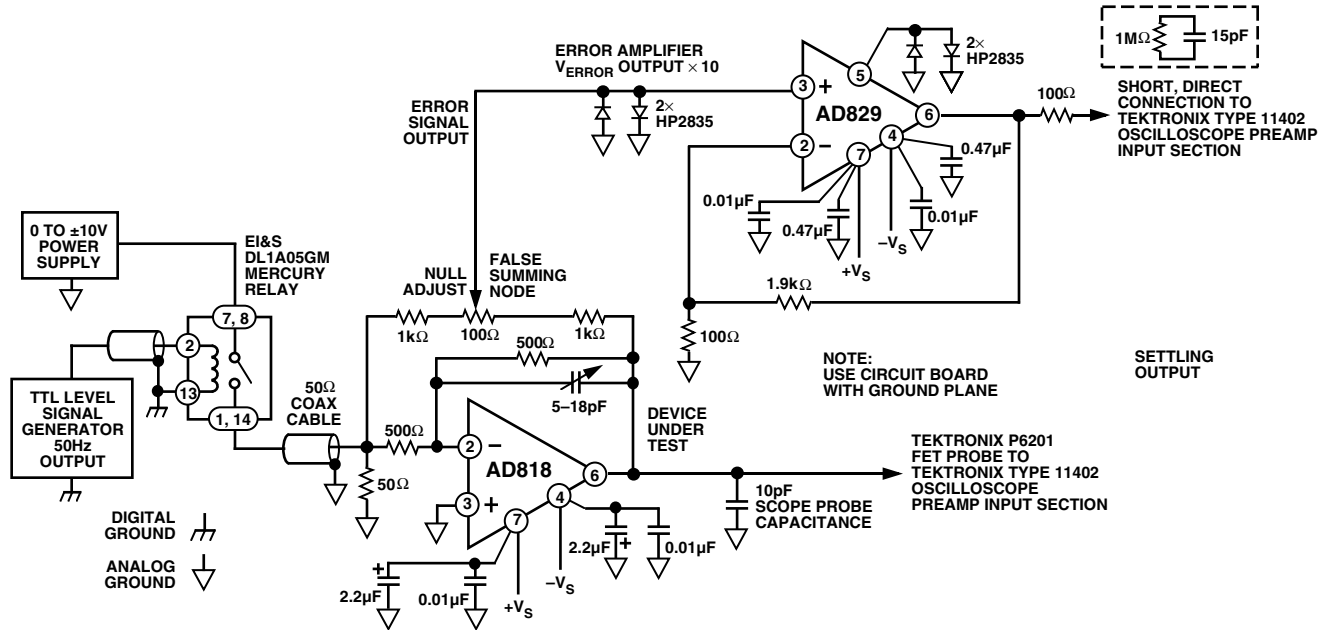 ERROR AMPLIFIER
VERROR OUTPUT × 10
ERROR
SIGNAL
OUTPUT
2×
HP2835
3
+
2
–
5
AD829
6
4
7
2×
HP2835
1MΩ
15pF
100Ω
SHORT, DIRECT
CONNECTION TO
TEKTRONIX TYPE 11402
OSCILLOSCOPE PREAMP
INPUT SECTION
0.47µF
0.01µF
0.01µF
0.47µF
–VS
+VS
0 TO ±10V
POWER
SUPPLY
EI&S
DL1A05GM
MERCURY
RELAY
7, 8
2
13
1, 14
TTL LEVEL
SIGNAL
GENERATOR
50Hz
OUTPUT
50Ω
COAX
CABLE
NULL
ADJUST
FALSE
SUMMING
NODE
1kΩ
100Ω
1kΩ
1.9kΩ
100Ω
500Ω
5–18pF
500Ω
50Ω
2
–
3
+
AD818
6
4
7
DEVICE
UNDER
TEST
NOTE:
USE CIRCUIT BOARD
WITH GROUND PLANE
SETTLING
OUTPUT
TEKTRONIX P6201
FET PROBE TO
TEKTRONIX TYPE 11402
OSCILLOSCOPE
PREAMP INPUT SECTION
10pF
SCOPE PROBE
CAPACITANCE
2.2µF
+
0.01µF
–VS
+
2.2µF
0.01µF
+VS
DIGITAL
GROUND
ANALOG
GROUND